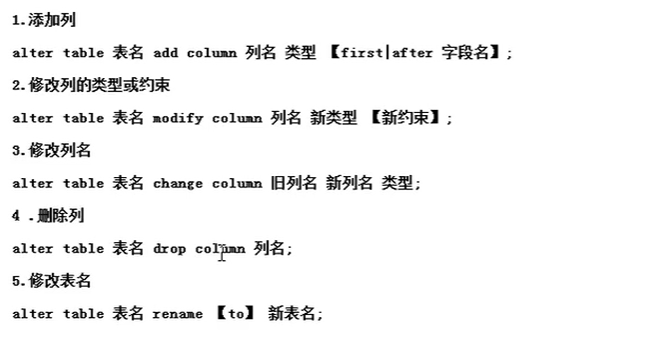 1.添加列
alter table 表名 add column 列名 类型 【first|after 字段名】;
2.修改列的类型或约束
alter table 表名 modify column 列名 新类型 【新约束】;
3.修改列名
alter table 表名 change column 旧列名 新列名 类型;
4 .删除列
alter table 表名 drop column 列名;
5.修改表名
alter table 表名 rename 【to】 新表名;